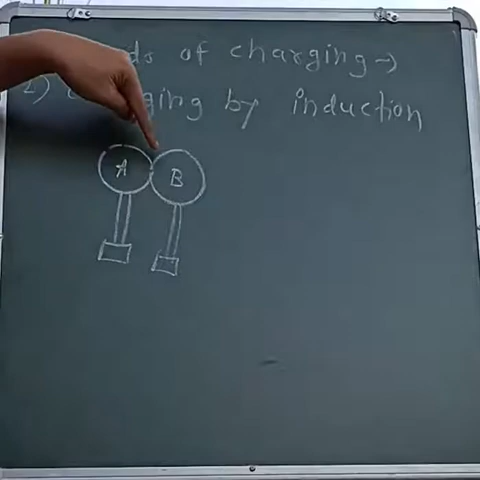 of charging →
2) by induction
A B